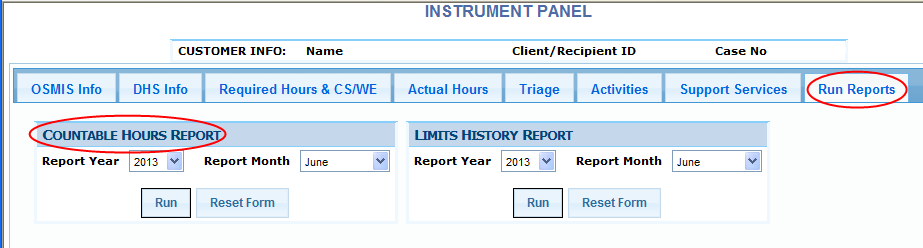 INSTRUMENT PANEL
CUSTOMER INFO: Name Client/Recipient ID Case No
OSMIS Info DHS Info Required Hours & CS/WE Actual Hours Triage Activities Support Services Run Reports
COUNTABLE HOURS REPORT LIMITS HISTORY REPORT
Report Year 2013 Report Month June Report Year 2013 Report Month June
Run Reset Form Run Reset Form